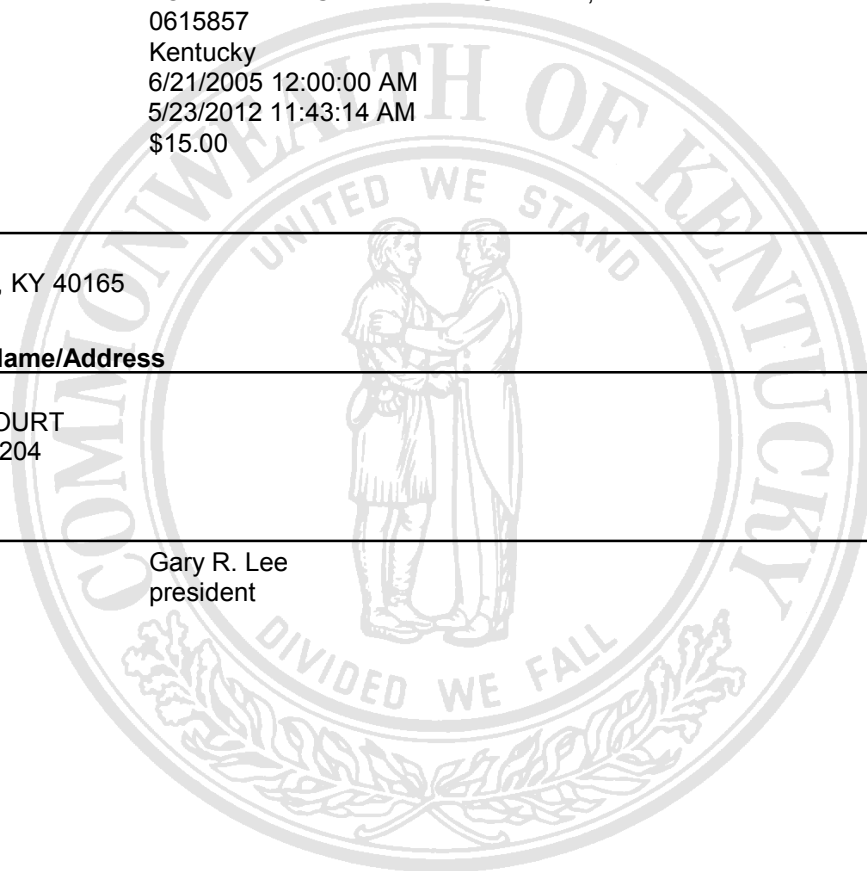 0615857
Kentucky
6/21/2005 12:00:00 AM
5/23/2012 11:43:14 AM
$15.00
COMMONWEALTH OF KENTUCKY
UNITED WE STAND
, KY 40165
ame/Address
OURT
204
Gary R. Lee
president
DIVIDED WE FALL